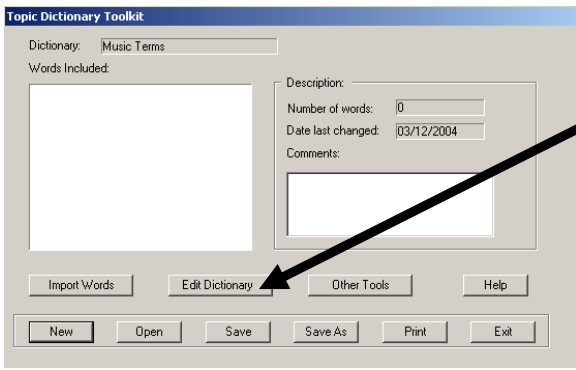 Topic Dictionary Toolkit
Dictionary: Music Terms
Words Included:
Description:
Number of words: 0
Date last changed: 03/12/2004
Comments:
Import Words Edit Dictionary Other Tools Help
New Open Save Save As Print Exit